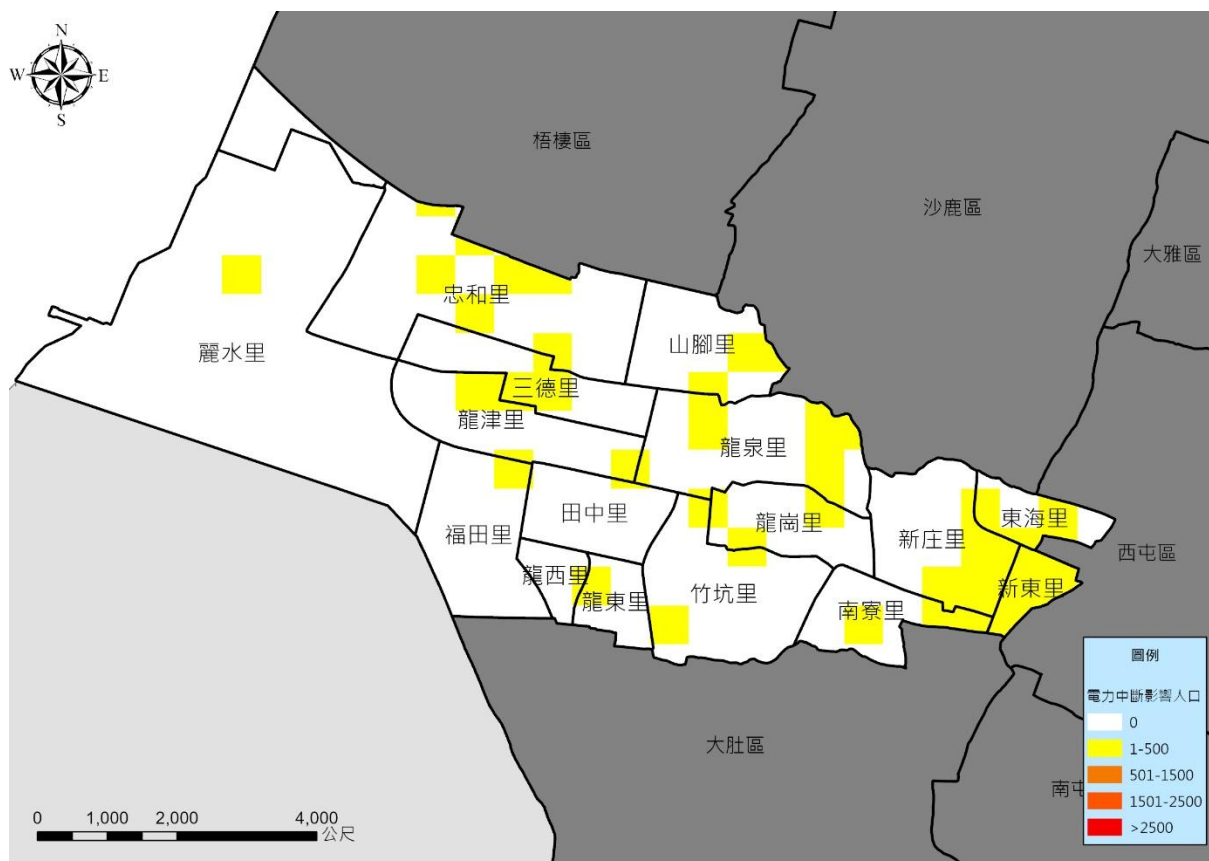 N
W
E
S
梧棲區
沙鹿區
大雅區
忠和里
山腳里
麗水里
三德里
龍津里
龍泉里
田中里
龍崗里
東海里
福田里
新庄里
西屯區
龍西里
龍東里
竹坑里
南寮里
新東里
大肚區
南屯
圖例
電力中斷影響人口
0
1-500
501-1500
1501-2500
>2500
0 1,000 2,000 4,000
公尺